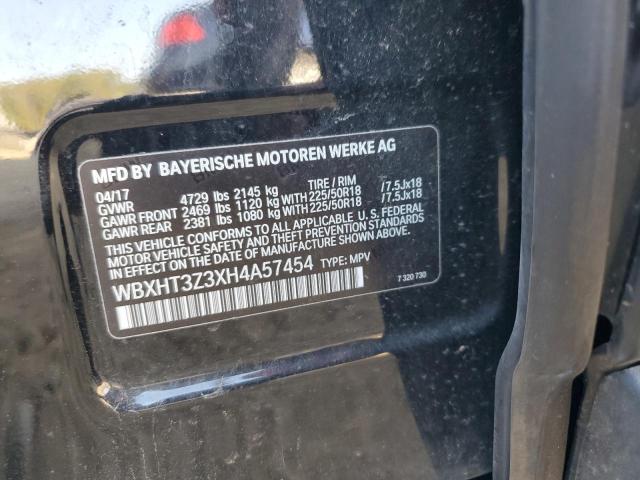 MFD BY BAYERISCHE MOTOREN WERKE AG
04/17 TIRE / RIM
GVWR 4729 lbs 2145 kg
GAWR FRONT 2469 lbs 1120 kg WITH 225/50R18 /7.5Jx18
GAWR REAR 2381 lbs 1080 kg WITH 225/50R18 /7.5Jx18
THIS VEHICLE CONFORMS TO ALL APPLICABLE U.S. FEDERAL
MOTOR VEHICLE SAFETY AND THEFT PREVENTION STANDARDS
IN EFFECT ON THE DATE OF MANUFACTURE SHOWN ABOVE.
WBXHT3Z3XH4A57454 TYPE: MPV
7 320 730